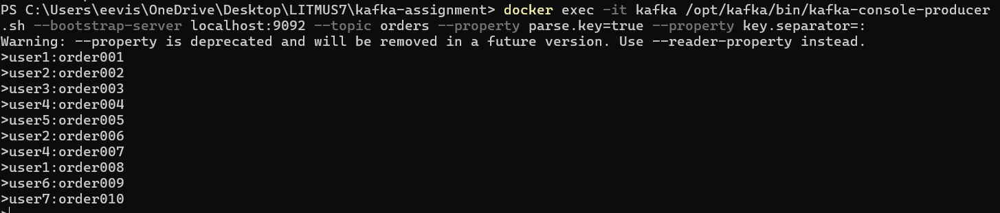 PS C:\Users\eevis\OneDrive\Desktop\LITMUS7\kafka-assignment> docker exec -it kafka /opt/kafka/bin/kafka-console-producer
.sh --bootstrap-server localhost:9092 --topic orders --property parse.key=true --property key.separator=:
Warning: --property is deprecated and will be removed in a future version. Use --reader-property instead.
>user1:order001
>user2:order002
>user3:order003
>user4:order004
>user5:order005
>user2:order006
>user4:order007
>user1:order008
>user6:order009
>user7:order010
>